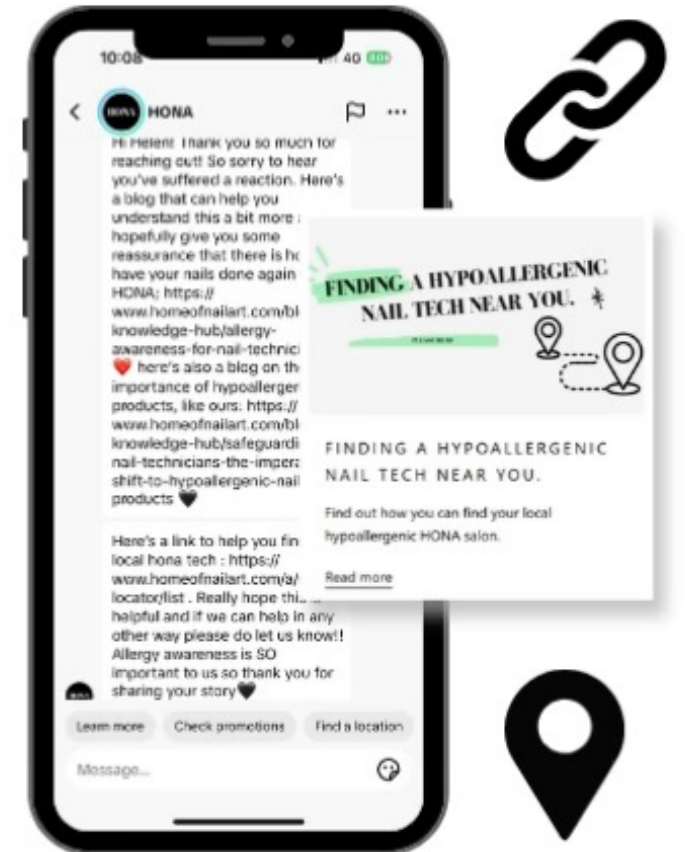 10:08
4G
HONA
HONA
Hi Helen! Thank you so much for
reaching out! So sorry to hear
you've suffered a reaction. Here's
a blog that can help you
understand this a bit more
hopefully give you some
reassurance that there is
have your nails done again
HONA; https://
www.homeofnailart.com/bl
knowledge-hub/allergy-
awareness-for-nail-technici
❤️ here's also a blog on the
importance of hypoallerger
products, like ours: https://
www.homeofnailart.com/bl
knowledge-hub/safeguardi
nail-technicians-the-impera
shift-to-hypoallergenic-nail
products 🖤
Here's a link to help you fin
local hona tech : https://
www.homeofnailart.com/a/
locator/list . Really hope
helpful and if we can help in any
other way please do let us know!!
Allergy awareness is SO
important to us so thank you for
sharing your story🖤
Learn more
Check promotions
Find a location
Message...
FINDING A HYPOALLERGENIC
NAIL TECH NEAR YOU.
FINDING A HYPOALLERGENIC
NAIL TECH NEAR YOU.
Find out how you can find your local
hypoallergenic HONA salon.
Read more